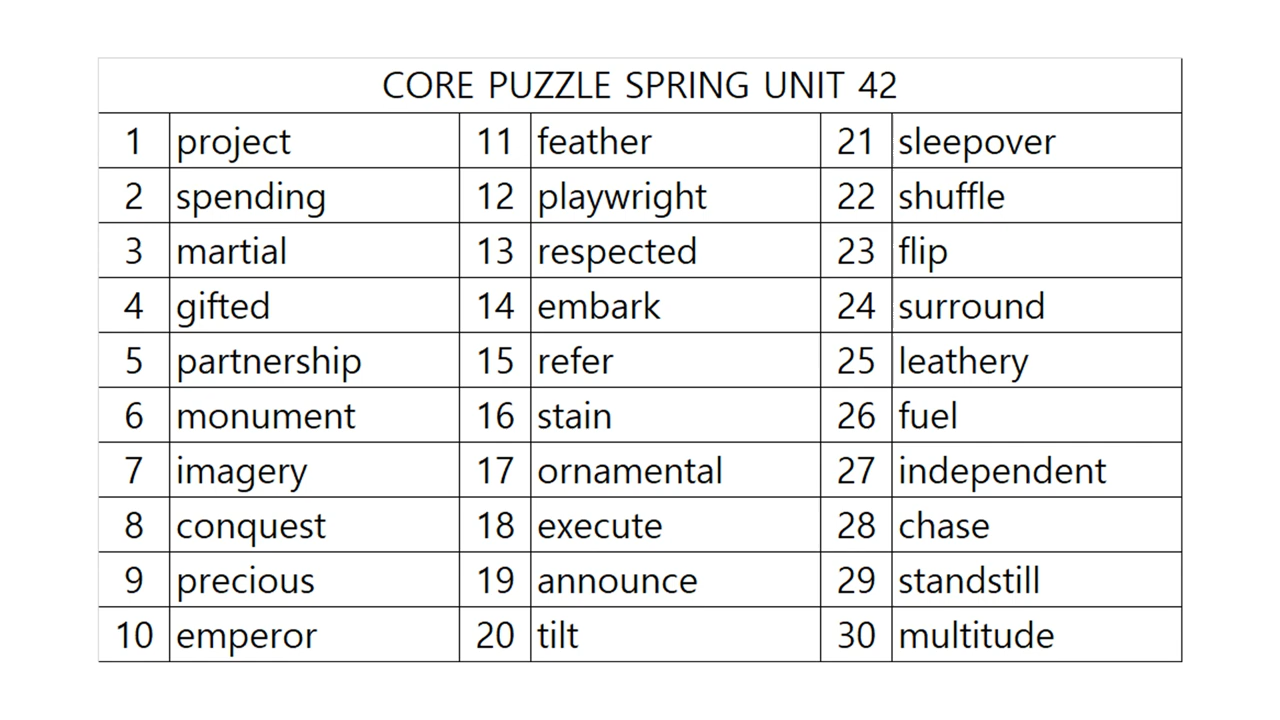 CORE PUZZLE SPRING UNIT 42
1 project 11 feather 21 sleepover
2 spending 12 playwright 22 shuffle
3 martial 13 respected 23 flip
4 gifted 14 embark 24 surround
5 partnership 15 refer 25 leathery
6 monument 16 stain 26 fuel
7 imagery 17 ornamental 27 independent
8 conquest 18 execute 28 chase
9 precious 19 announce 29 standstill
10 emperor 20 tilt 30 multitude